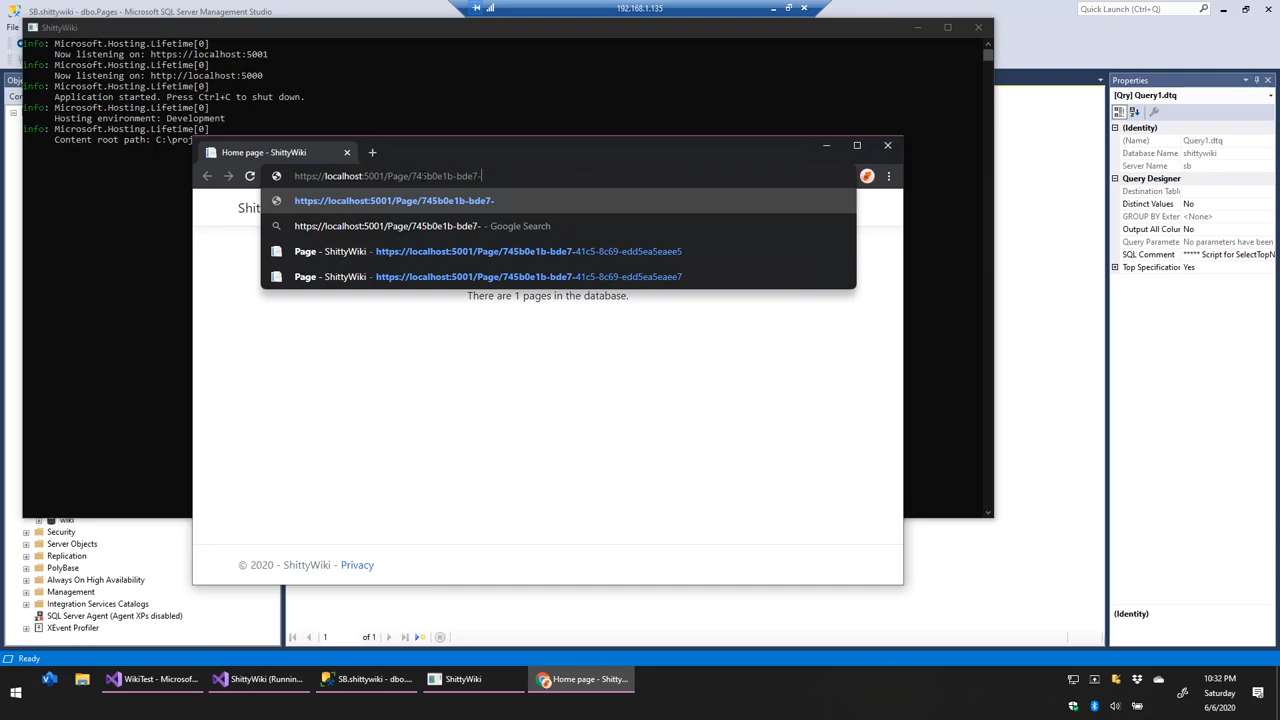 SB.shittywiki - dbo.Pages - Microsoft SQL Server Management Studio
192.168.1.135
Quick Launch (Ctrl+Q)
File
ShittyWiki
info: Microsoft.Hosting.Lifetime[0]
Now listening on: https://localhost:5001
info: Microsoft.Hosting.Lifetime[0]
Now listening on: http://localhost:5000
info: Microsoft.Hosting.Lifetime[0]
Application started. Press Ctrl+C to shut down.
info: Microsoft.Hosting.Lifetime[0]
Hosting environment: Development
info: Microsoft.Hosting.Lifetime[0]
Content root path: C:\proj
Home page - ShittyWiki
https://localhost:5001/Page/745b0e1b-bde7-
https://localhost:5001/Page/745b0e1b-bde7-
https://localhost:5001/Page/745b0e1b-bde7- - Google Search
Page - ShittyWiki - https://localhost:5001/Page/745b0e1b-bde7-41c5-8c69-edd5ea5eaee5
Page - ShittyWiki - https://localhost:5001/Page/745b0e1b-bde7-41c5-8c69-edd5ea5eaee7
Shit
There are 1 pages in the database.
© 2020 - ShittyWiki - Privacy
Obje
Con
wiki
Security
Server Objects
Replication
PolyBase
Always On High Availability
Management
Integration Services Catalogs
SQL Server Agent (Agent XPs disabled)
XEvent Profiler
1 of 1
Properties
[Qry] Query1.dtq
(Identity)
(Name) Query1.dtq
Database Name shittywiki
Server Name sb
Query Designer
Destination Table
Distinct Values No
GROUP BY Exter <None>
Output All Colur No
Query Paramete No parameters have been
SQL Comment ***** Script for SelectTopN
Top Specification Yes
(Identity)
Ready
WikiTest - Microsof...
ShittyWiki (Runnin...
SB.shittywiki - dbo....
ShittyWiki
Home page - Shitty...
10:32 PM
Saturday
6/6/2020